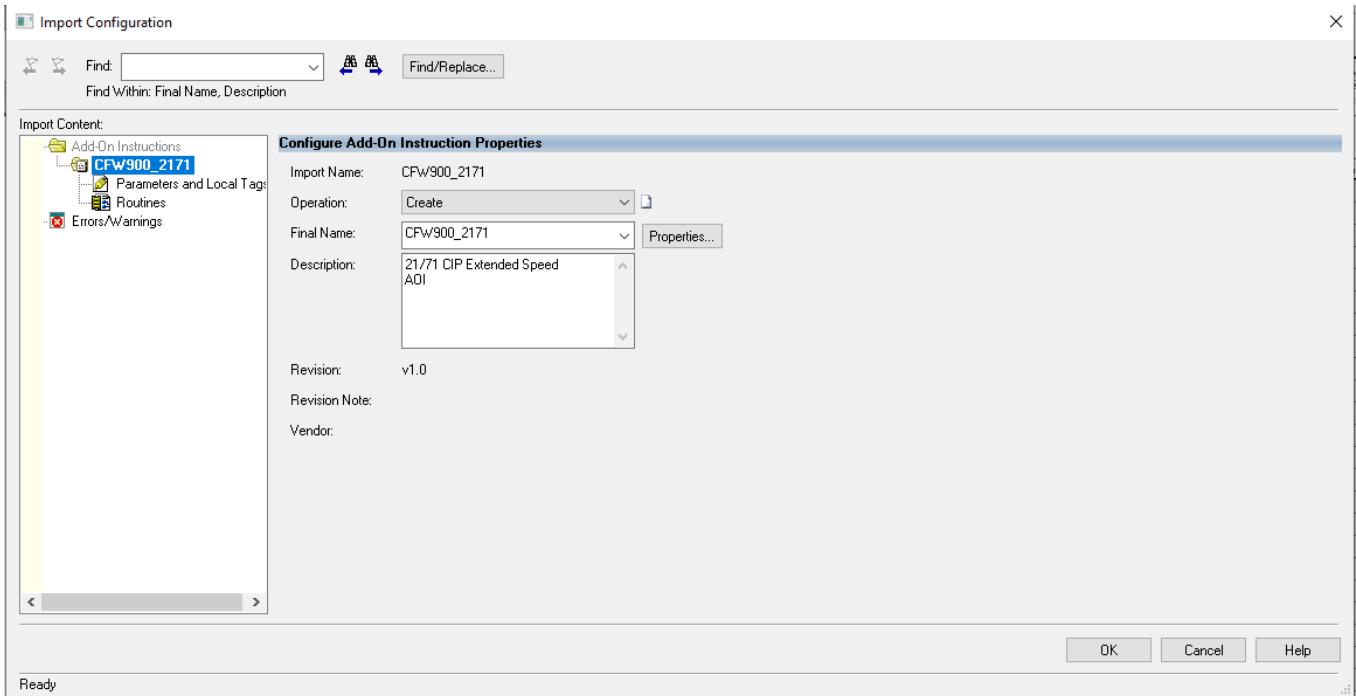 Import Configuration
Find:
Find/Replace...
Find Within: Final Name, Description
Import Content:
Add-On Instructions
CFW900_2171
Parameters and Local Tags
Routines
Errors/Warnings
Configure Add-On Instruction Properties
Import Name: CFW900_2171
Operation: Create
Final Name: CFW900_2171 Properties...
Description: 21/71 CIP Extended Speed
AOI
Revision: v1.0
Revision Note:
Vendor:
OK Cancel Help
Ready